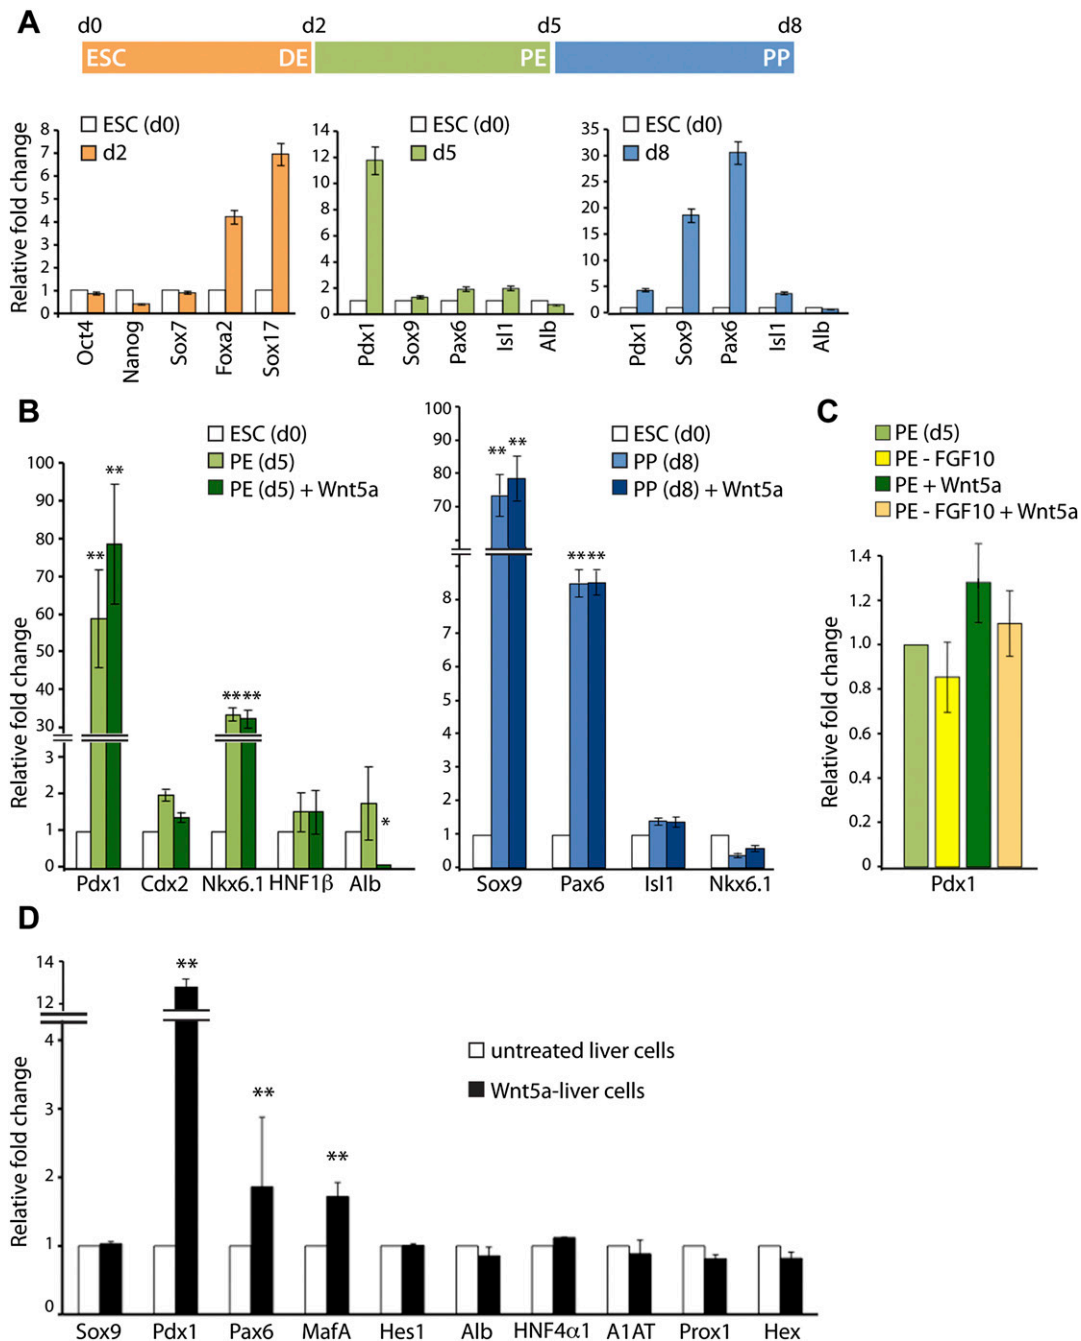 A
d0 d2 d5 d8
ESC DE PE PP
Relative fold change
8
7
6
5
4
3
2
1
0
ESC (d0)
d2
Oct4 Nanog Sox7 Foxa2 Sox17
14
12
10
8
6
4
2
0
ESC (d0)
d5
Pdx1 Sox9 Pax6 Isl1 Alb
35
30
25
20
15
10
5
0
ESC (d0)
d8
Pdx1 Sox9 Pax6 Isl1 Alb
B
Relative fold change
100
90
80
70
60
50
40
30
3
2
1
0
ESC (d0)
PE (d5)
PE (d5) + Wnt5a
** ** **** *
Pdx1 Cdx2 Nkx6.1 HNF1β Alb
100
90
80
70
8
7
6
5
4
3
2
1
0
ESC (d0)
PP (d8)
PP (d8) + Wnt5a
** ** ****
Sox9 Pax6 Isl1 Nkx6.1
C
PE (d5)
PE - FGF10
PE + Wnt5a
PE - FGF10 + Wnt5a
Relative fold change
1.4
1.2
1.0
0.8
0.6
0.4
0.2
0
Pdx1
D
Relative fold change
14
12
4
3
2
1
0
** ** **
untreated liver cells
Wnt5a-liver cells
Sox9 Pdx1 Pax6 MafA Hes1 Alb HNF4α1 A1AT Prox1 Hex